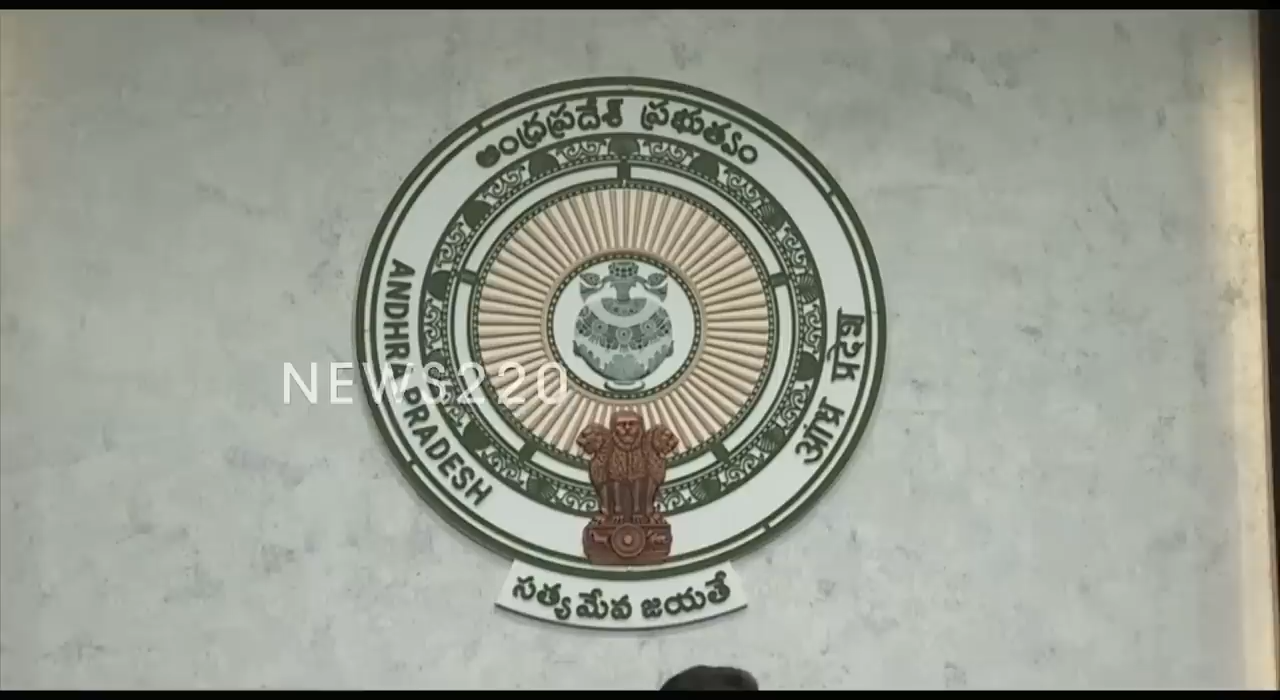 ఆంధ్రప్రదేశ్ ప్రభుత్వం
ANDHRA PRADESH
आंध्र प्रदेश
NEWS220
సత్యమేవ జయతే